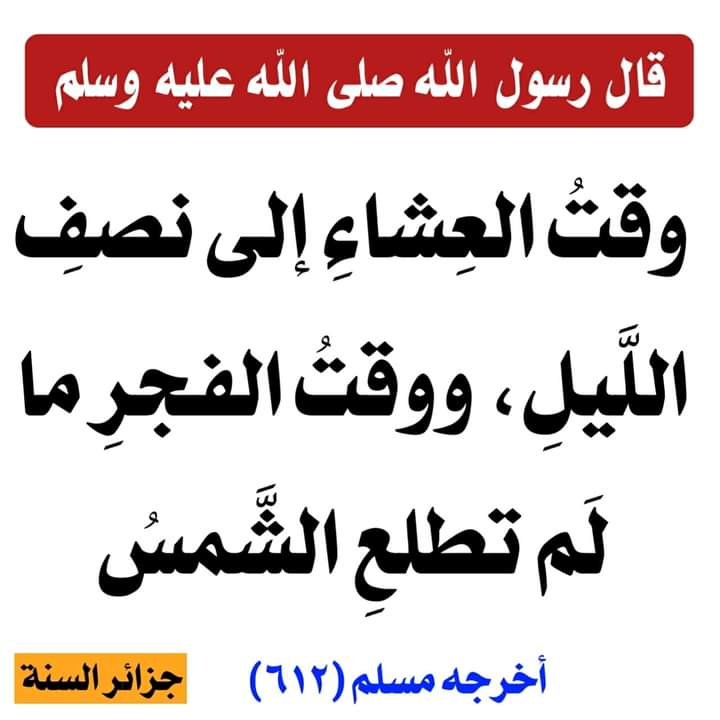 قال رسول الله صلى الله عليه وسلم
وقتُ العِشاءِ إلى نصفِ
اللَّيلِ، ووقتُ الفجرِ ما
لَم تطلعِ الشَّمسُ
أخرجه مسلم (٦١٢)
جزائر السنة